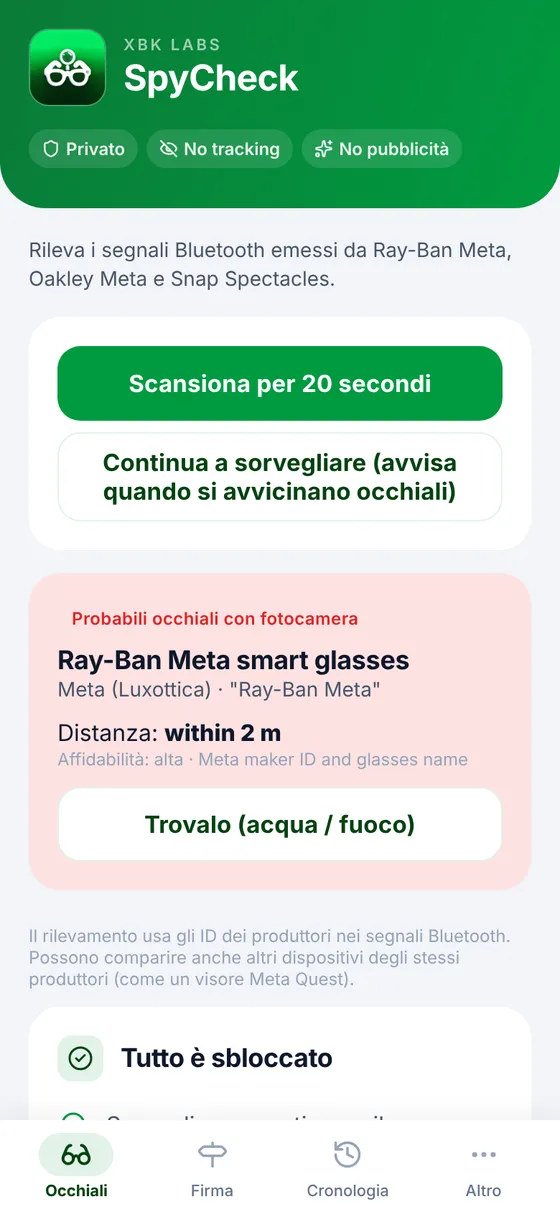 XBK LABS
SpyCheck
Privato
No tracking
No pubblicità
Rileva i segnali Bluetooth emessi da Ray-Ban Meta,
Oakley Meta e Snap Spectacles.
Scansiona per 20 secondi
Continua a sorvegliare (avvisa
quando si avvicinano occhiali)
Probabili occhiali con fotocamera
Ray-Ban Meta smart glasses
Meta (Luxottica) · "Ray-Ban Meta"
Distanza: within 2 m
Affidabilità: alta · Meta maker ID and glasses name
Trovalo (acqua / fuoco)
Il rilevamento usa gli ID dei produttori nei segnali Bluetooth.
Possono comparire anche altri dispositivi degli stessi
produttori (come un visore Meta Quest).
Tutto è sbloccato
Occhiali
Firma
Cronologia
Altro